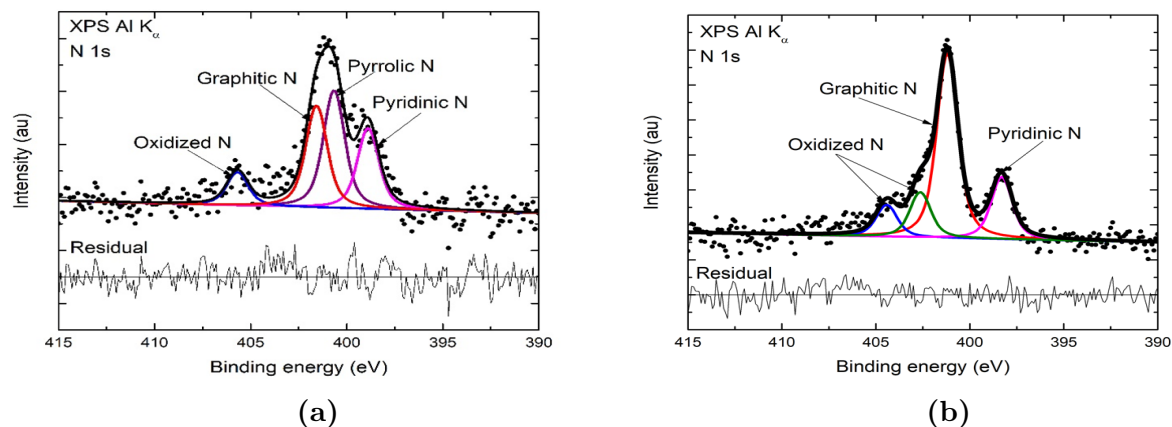 XPS Al Kα
N 1s
Graphitic N
Pyrrolic N
Pyridinic N
Oxidized N
Residual
Intensity (au)
415 410 405 400 395 390
Binding energy (eV)
(a)
XPS Al Kα
N 1s
Graphitic N
Oxidized N
Pyridinic N
Residual
Intensity (au)
415 410 405 400 395 390
Binding energy (eV)
(b)